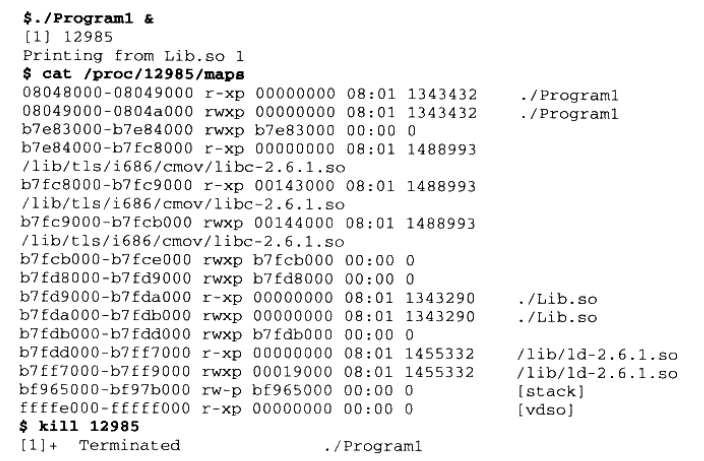 $./Program1 &
[1] 12985
Printing from Lib.so 1
$ cat /proc/12985/maps
08048000-08049000 r-xp 00000000 08:01 1343432 ./Program1
08049000-0804a000 rwxp 00000000 08:01 1343432 ./Program1
b7e83000-b7e84000 rwxp b7e83000 00:00 0
b7e84000-b7fc8000 r-xp 00000000 08:01 1488993
/lib/tls/i686/cmov/libc-2.6.1.so
b7fc8000-b7fc9000 r-xp 00143000 08:01 1488993
/lib/tls/i686/cmov/libc-2.6.1.so
b7fc9000-b7fcb000 rwxp 00144000 08:01 1488993
/lib/tls/i686/cmov/libc-2.6.1.so
b7fcb000-b7fce000 rwxp b7fcb000 00:00 0
b7fd8000-b7fd9000 rwxp b7fd8000 00:00 0
b7fd9000-b7fda000 r-xp 00000000 08:01 1343290 ./Lib.so
b7fda000-b7fdb000 rwxp 00000000 08:01 1343290 ./Lib.so
b7fdb000-b7fdd000 rwxp b7fdb000 00:00 0
b7fdd000-b7ff7000 r-xp 00000000 08:01 1455332 /lib/ld-2.6.1.so
b7ff7000-b7ff9000 rwxp 00019000 08:01 1455332 /lib/ld-2.6.1.so
bf965000-bf97b000 rw-p bf965000 00:00 0 [stack]
ffffe000-fffff000 r-xp 00000000 00:00 0 [vdso]
$ kill 12985
[1]+ Terminated ./Program1